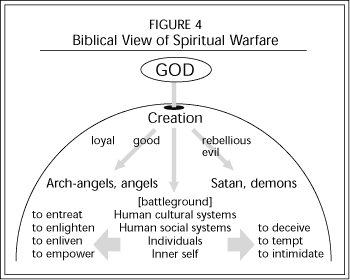 FIGURE 4
Biblical View of Spiritual Warfare
GOD
Creation
loyal good rebellious
evil
Arch-angels, angels Satan, demons
[battleground]
to entreat Human cultural systems
to enlighten Human social systems to deceive
to enliven Individuals to tempt
to empower Inner self to intimidate